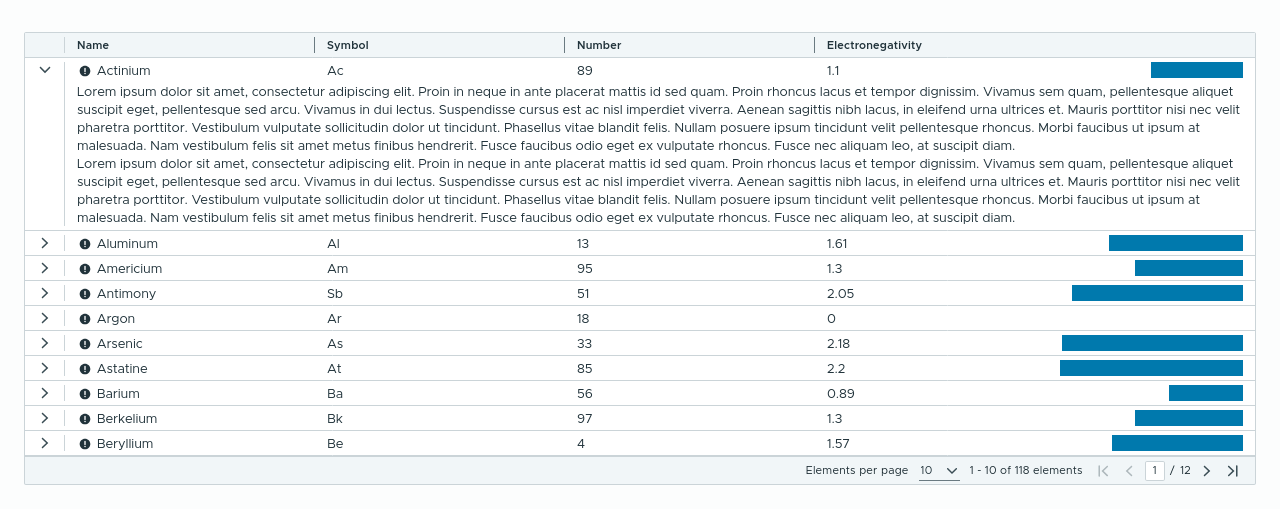 Name Symbol Number Electronegativity
Actinium Ac 89 1.1
Lorem ipsum dolor sit amet, consectetur adipiscing elit. Proin in neque in ante placerat mattis id sed quam. Proin rhoncus lacus et tempor dignissim. Vivamus sem quam, pellentesque aliquet
suscipit eget, pellentesque sed arcu. Vivamus in dui lectus. Suspendisse cursus est ac nisl imperdiet viverra. Aenean sagittis nibh lacus, in eleifend urna ultrices et. Mauris porttitor nisi nec velit
pharetra porttitor. Vestibulum vulputate sollicitudin dolor ut tincidunt. Phasellus vitae blandit felis. Nullam posuere ipsum tincidunt velit pellentesque rhoncus. Morbi faucibus ut ipsum at
malesuada. Nam vestibulum felis sit amet metus finibus hendrerit. Fusce faucibus odio eget ex vulputate rhoncus. Fusce nec aliquam leo, at suscipit diam.
Lorem ipsum dolor sit amet, consectetur adipiscing elit. Proin in neque in ante placerat mattis id sed quam. Proin rhoncus lacus et tempor dignissim. Vivamus sem quam, pellentesque aliquet
suscipit eget, pellentesque sed arcu. Vivamus in dui lectus. Suspendisse cursus est ac nisl imperdiet viverra. Aenean sagittis nibh lacus, in eleifend urna ultrices et. Mauris porttitor nisi nec velit
pharetra porttitor. Vestibulum vulputate sollicitudin dolor ut tincidunt. Phasellus vitae blandit felis. Nullam posuere ipsum tincidunt velit pellentesque rhoncus. Morbi faucibus ut ipsum at
malesuada. Nam vestibulum felis sit amet metus finibus hendrerit. Fusce faucibus odio eget ex vulputate rhoncus. Fusce nec aliquam leo, at suscipit diam.
Aluminum Al 13 1.61
Americium Am 95 1.3
Antimony Sb 51 2.05
Argon Ar 18 0
Arsenic As 33 2.18
Astatine At 85 2.2
Barium Ba 56 0.89
Berkelium Bk 97 1.3
Beryllium Be 4 1.57
Elements per page 10 1 - 10 of 118 elements 1 / 12